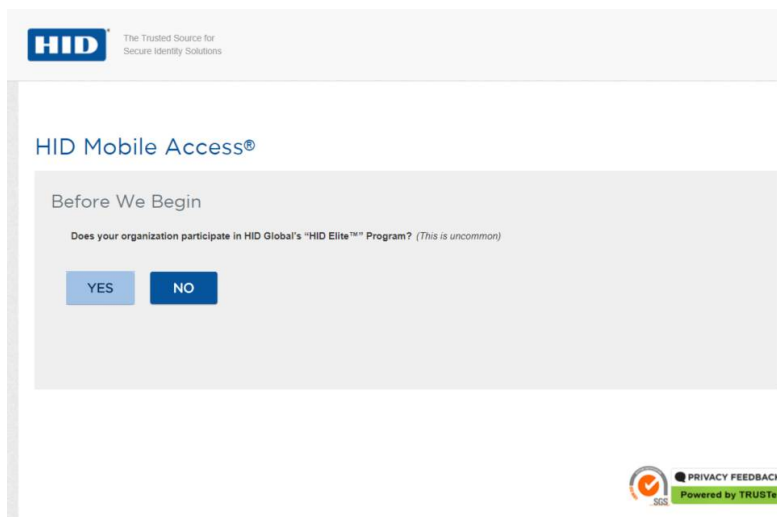 HID
The Trusted Source for
Secure Identity Solutions
HID Mobile Access®
Before We Begin
Does your organization participate in HID Global's "HID Elite™" Program? (This is uncommon)
YES NO
SGS
PRIVACY FEEDBACK
Powered by TRUSTe